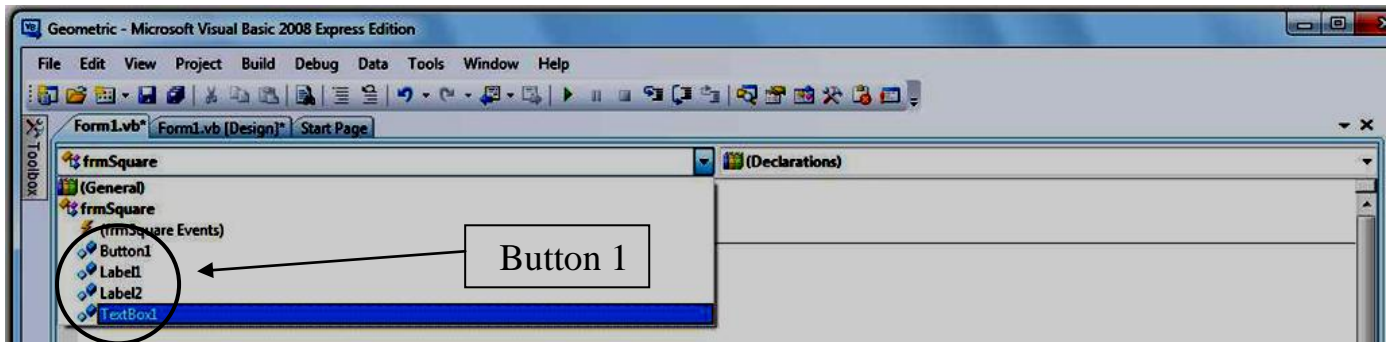 Geometric - Microsoft Visual Basic 2008 Express Edition
File Edit View Project Build Debug Data Tools Window Help
Form1.vb* Form1.vb [Design]* Start Page
Toolbox
frmSquare (Declarations)
(General)
frmSquare
(frmSquare Events)
Button1
Label1
Label2
TextBox1
Button 1